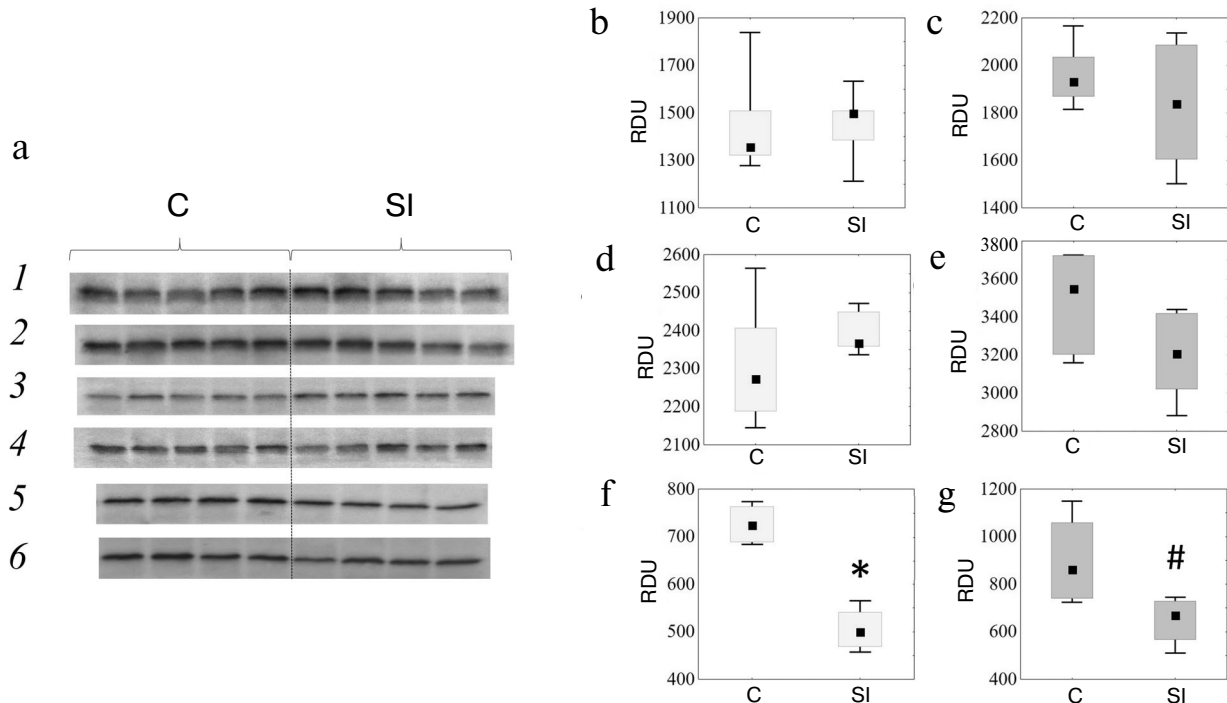 a
C SI
1
2
3
4
5
6
b
RDU
1900
1700
1500
1300
1100
C SI
c
RDU
2200
2000
1800
1600
1400
C SI
d
RDU
2600
2500
2400
2300
2200
2100
C SI
e
RDU
3800
3600
3400
3200
3000
2800
C SI
f
RDU
800
700
600
500
400
*
C SI
g
RDU
1200
1000
800
600
400
#
C SI